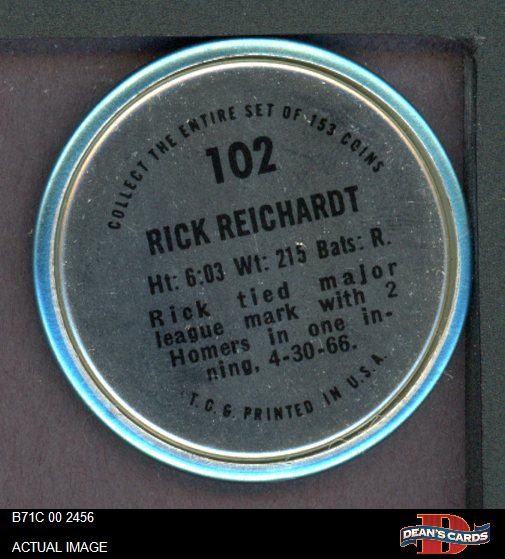 COLLECT THE ENTIRE SET OF 153 COINS
102
RICK REICHARDT
Ht: 6:03 Wt: 215 Bats: R.
Rick tied major
league mark with 2
Homers in one in-
ning, 4-30-66.
T.C.G. PRINTED IN U.S.A.
B71C 00 2456
ACTUAL IMAGE
D
DEAN'S CARDS